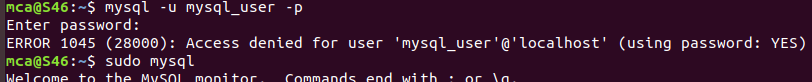 mca@S46:~$ mysql -u mysql_user -p
Enter password:
ERROR 1045 (28000): Access denied for user 'mysql_user'@'localhost' (using password: YES)
mca@S46:~$ sudo mysql
Welcome to the MySQL monitor.  Commands end with ; or \g.